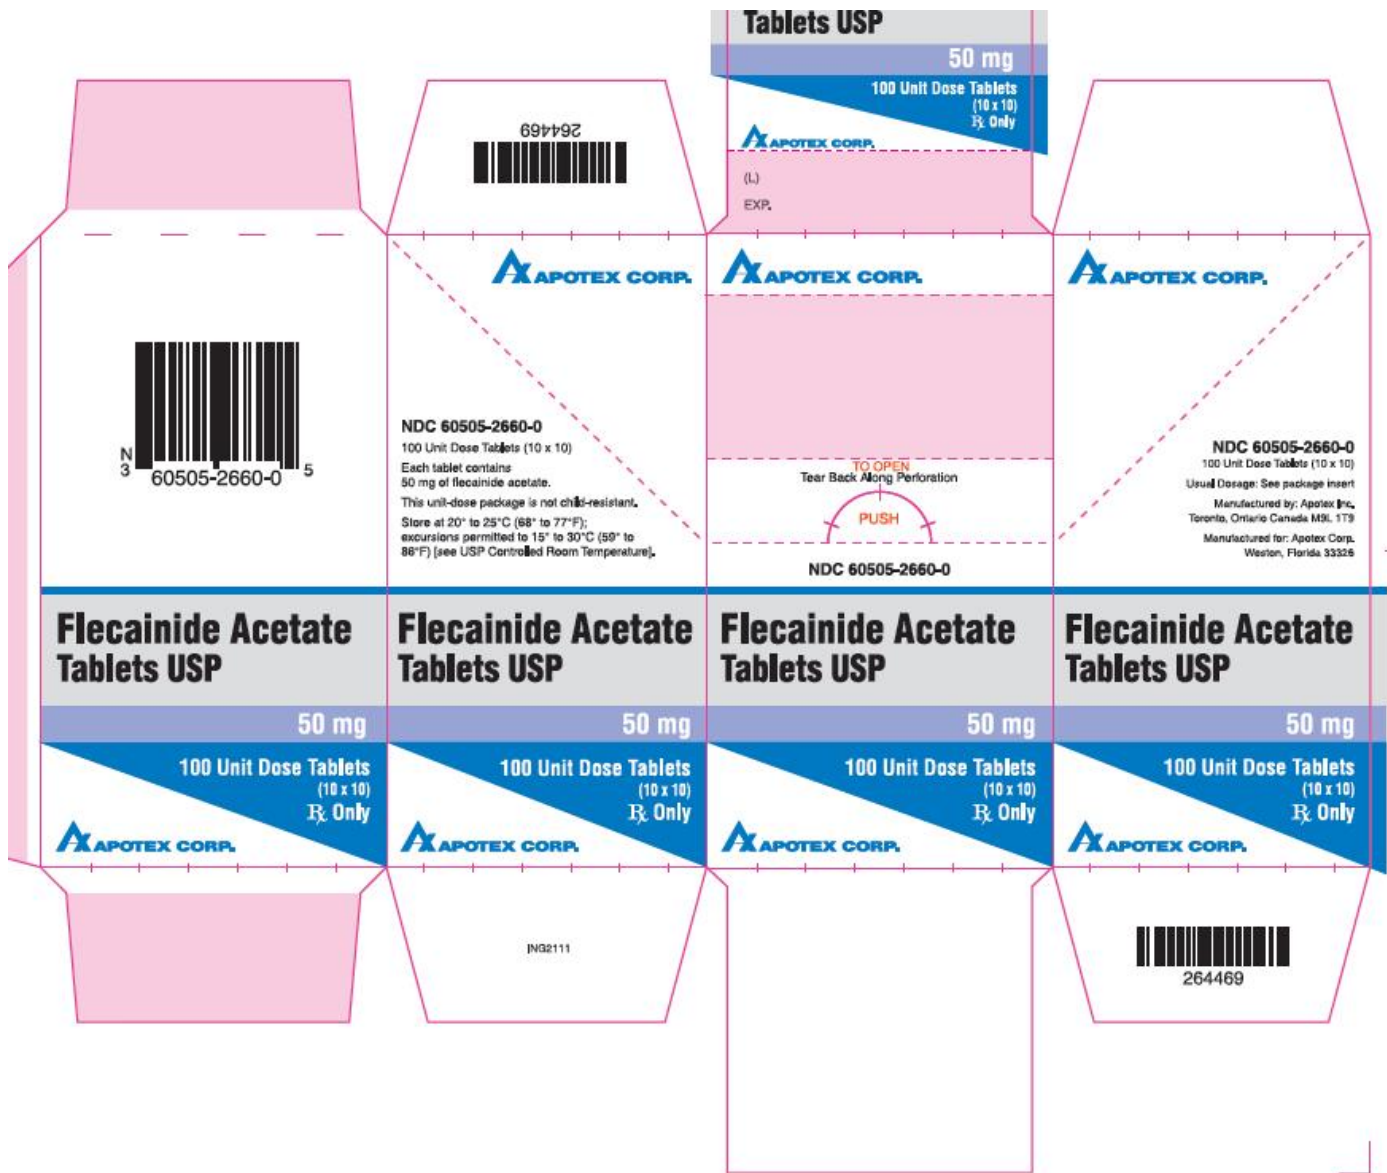 Tablets USP
50 mg
100 Unit Dose Tablets
(10 x 10)
Rx Only
APOTEX CORP.
(L)
EXP.
264469
N
3 60505-2660-0 5
APOTEX CORP.
NDC 60505-2660-0
100 Unit Dose Tablets (10 x 10)
Each tablet contains
50 mg of flecainide acetate.
This unit-dose package is not child-resistant.
Store at 20° to 25°C (68° to 77°F);
excursions permitted to 15° to 30°C (59° to
86°F) [see USP Controlled Room Temperature].
APOTEX CORP.
TO OPEN
Tear Back Along Perforation
PUSH
NDC 60505-2660-0
APOTEX CORP.
NDC 60505-2660-0
100 Unit Dose Tablets (10 x 10)
Usual Dosage: See package insert
Manufactured by: Apotex Inc.
Toronto, Ontario Canada M9L 1T9
Manufactured for: Apotex Corp.
Weston, Florida 33326
Flecainide Acetate
Tablets USP
50 mg
100 Unit Dose Tablets
(10 x 10)
Rx Only
APOTEX CORP.
Flecainide Acetate
Tablets USP
50 mg
100 Unit Dose Tablets
(10 x 10)
Rx Only
APOTEX CORP.
Flecainide Acetate
Tablets USP
50 mg
100 Unit Dose Tablets
(10 x 10)
Rx Only
APOTEX CORP.
Flecainide Acetate
Tablets USP
50 mg
100 Unit Dose Tablets
(10 x 10)
Rx Only
APOTEX CORP.
ING2111
264469